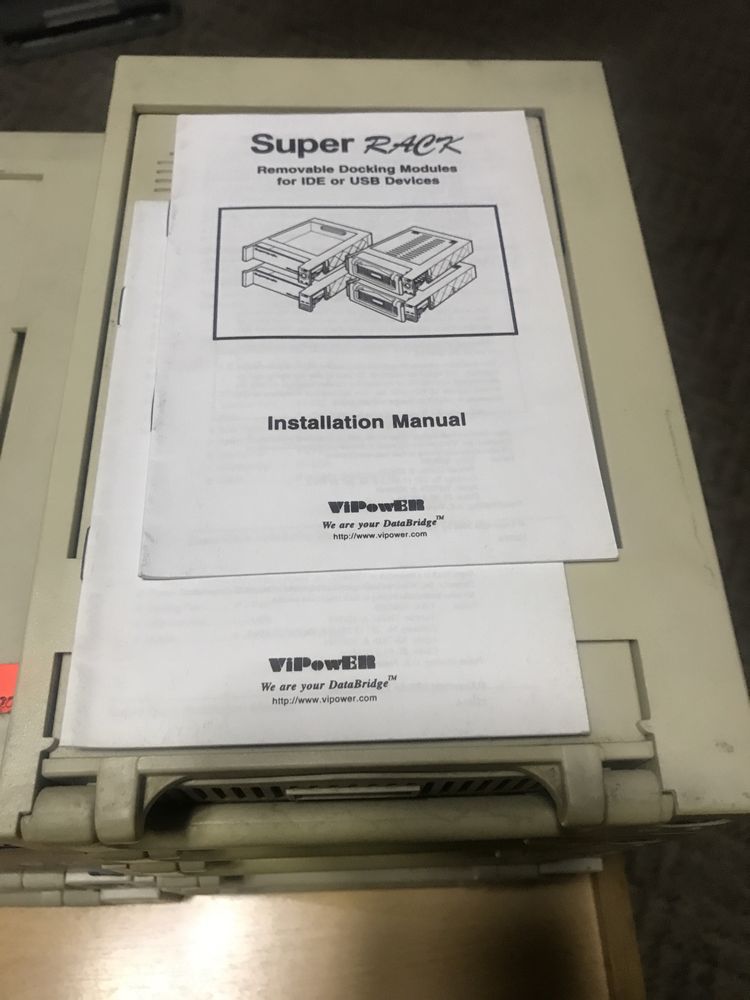 Super RACK
Removable Docking Modules
for IDE or USB Devices
Installation Manual
ViPowER
We are your DataBridge™
http://www.vipower.com
ViPowER
We are your DataBridge™
http://www.vipower.com